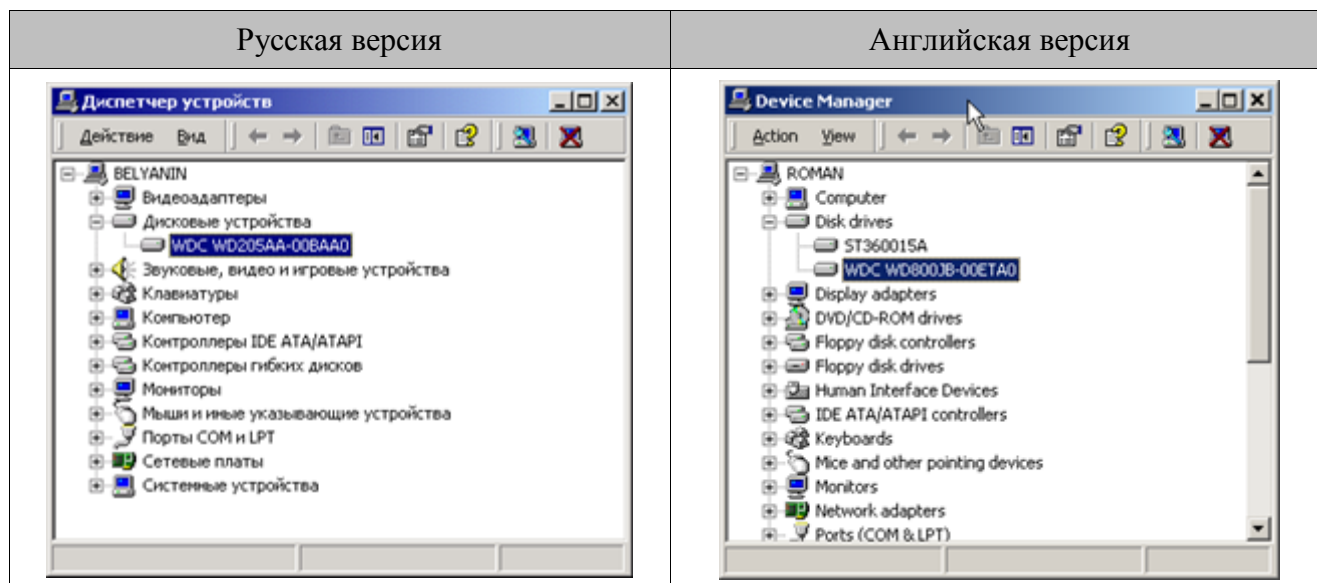 Русская версия
Английская версия
Диспетчер устройств
Действие Вид
BELYANIN
Видеоадаптеры
Дисковые устройства
WDC WD205AA-00BAA0
Звуковые, видео и игровые устройства
Клавиатуры
Компьютер
Контроллеры IDE ATA/ATAPI
Контроллеры гибких дисков
Мониторы
Мыши и иные указывающие устройства
Порты COM и LPT
Сетевые платы
Системные устройства
Device Manager
Action View
ROMAN
Computer
Disk drives
ST360015A
WDC WD800JB-00ETA0
Display adapters
DVD/CD-ROM drives
Floppy disk controllers
Floppy disk drives
Human Interface Devices
IDE ATA/ATAPI controllers
Keyboards
Mice and other pointing devices
Monitors
Network adapters
Ports (COM & LPT)